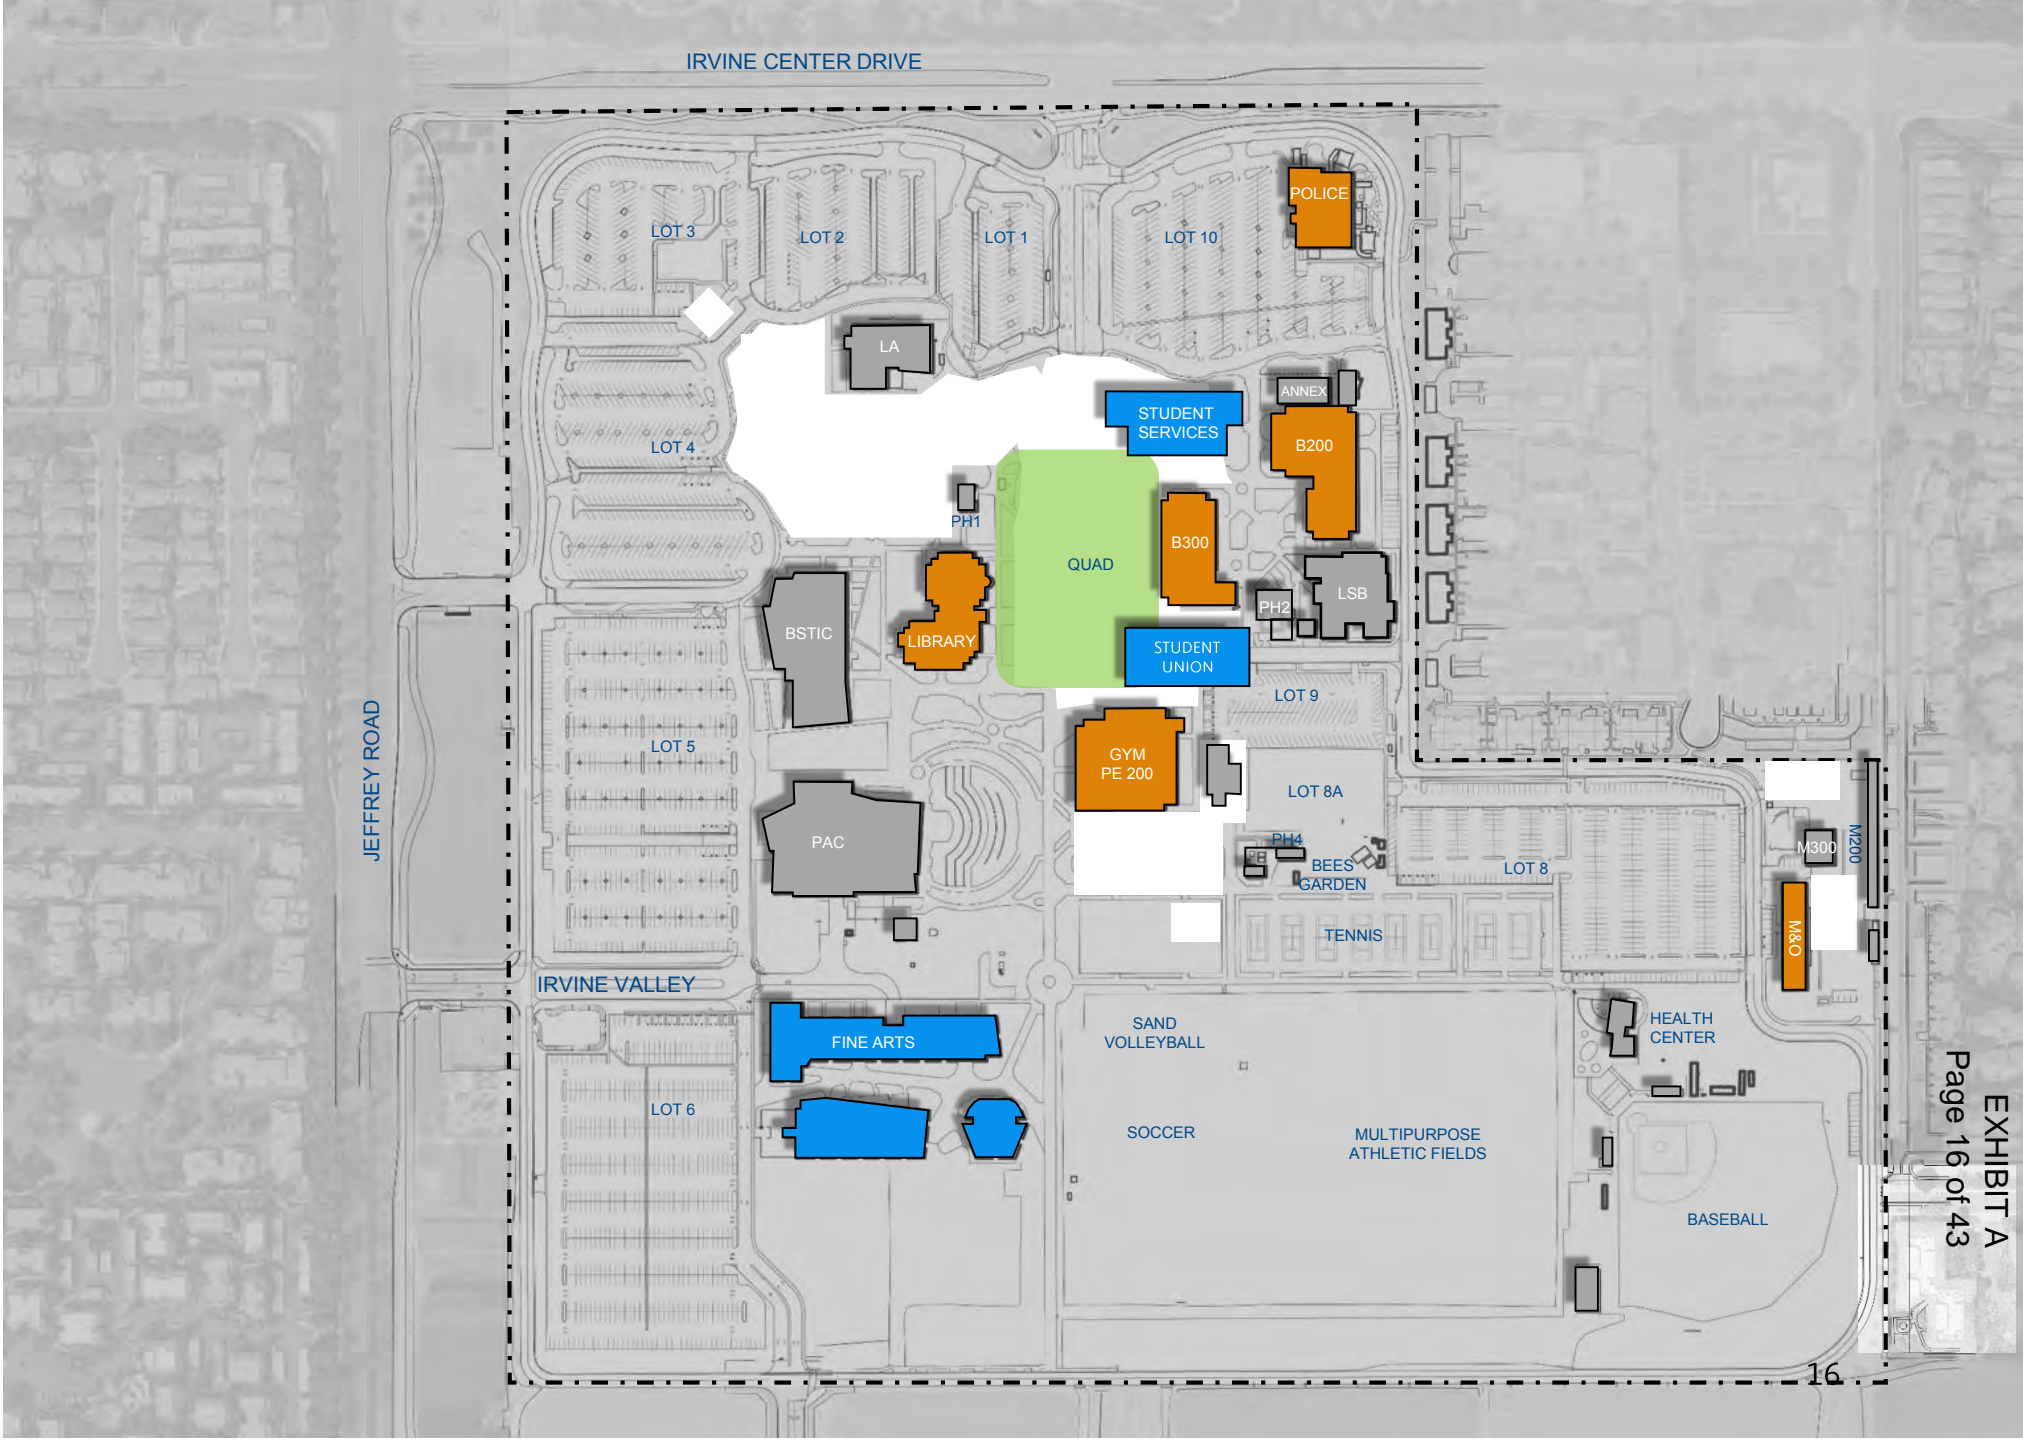 IRVINE CENTER DRIVE
POLICE
LOT 3
LOT 2
LOT 1
LOT 10
LA
ANNEX
STUDENT
SERVICES
B200
LOT 4
PH1
B300
QUAD
LSB
PH2
BSTIC
LIBRARY
STUDENT
UNION
LOT 9
JEFFREY ROAD
LOT 5
GYM
PE 200
LOT 8A
PAC
PH4
BEES
GARDEN
LOT 8
M300
M200
M&O
TENNIS
IRVINE VALLEY
FINE ARTS
SAND
VOLLEYBALL
HEALTH
CENTER
LOT 6
SOCCER
MULTIPURPOSE
ATHLETIC FIELDS
BASEBALL
EXHIBIT A
Page 16 of 43
16